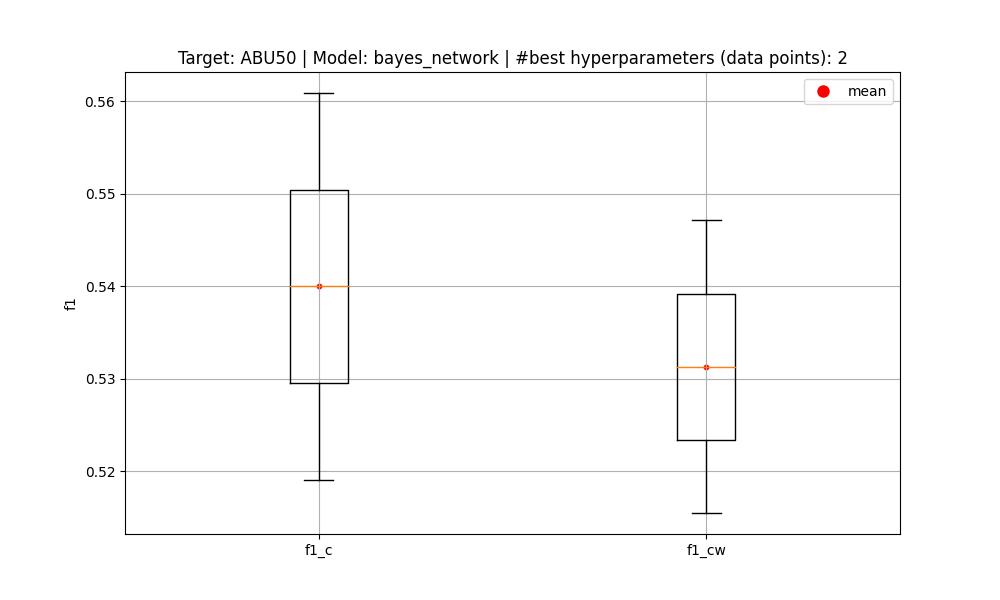 Target: ABU50 | Model: bayes_network | #best hyperparameters (data points): 2
mean
0.56
0.55
0.54
0.53
0.52
f1
f1_c
f1_cw